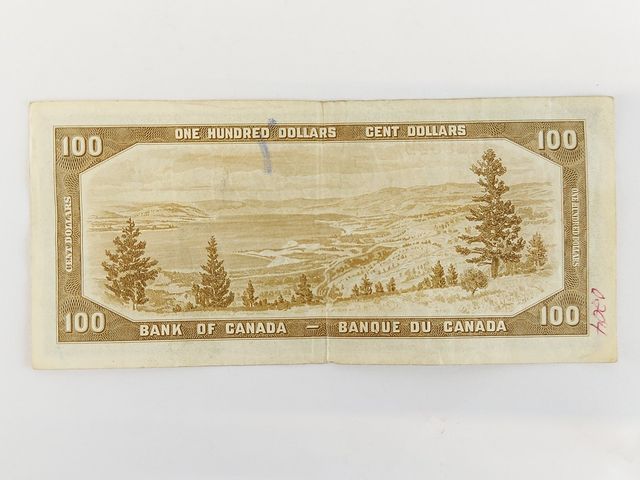 ONE HUNDRED DOLLARS CENT DOLLARS
100 100
CENT DOLLARS
ONE HUNDRED DOLLARS
100 100
BANK OF CANADA — BANQUE DU CANADA